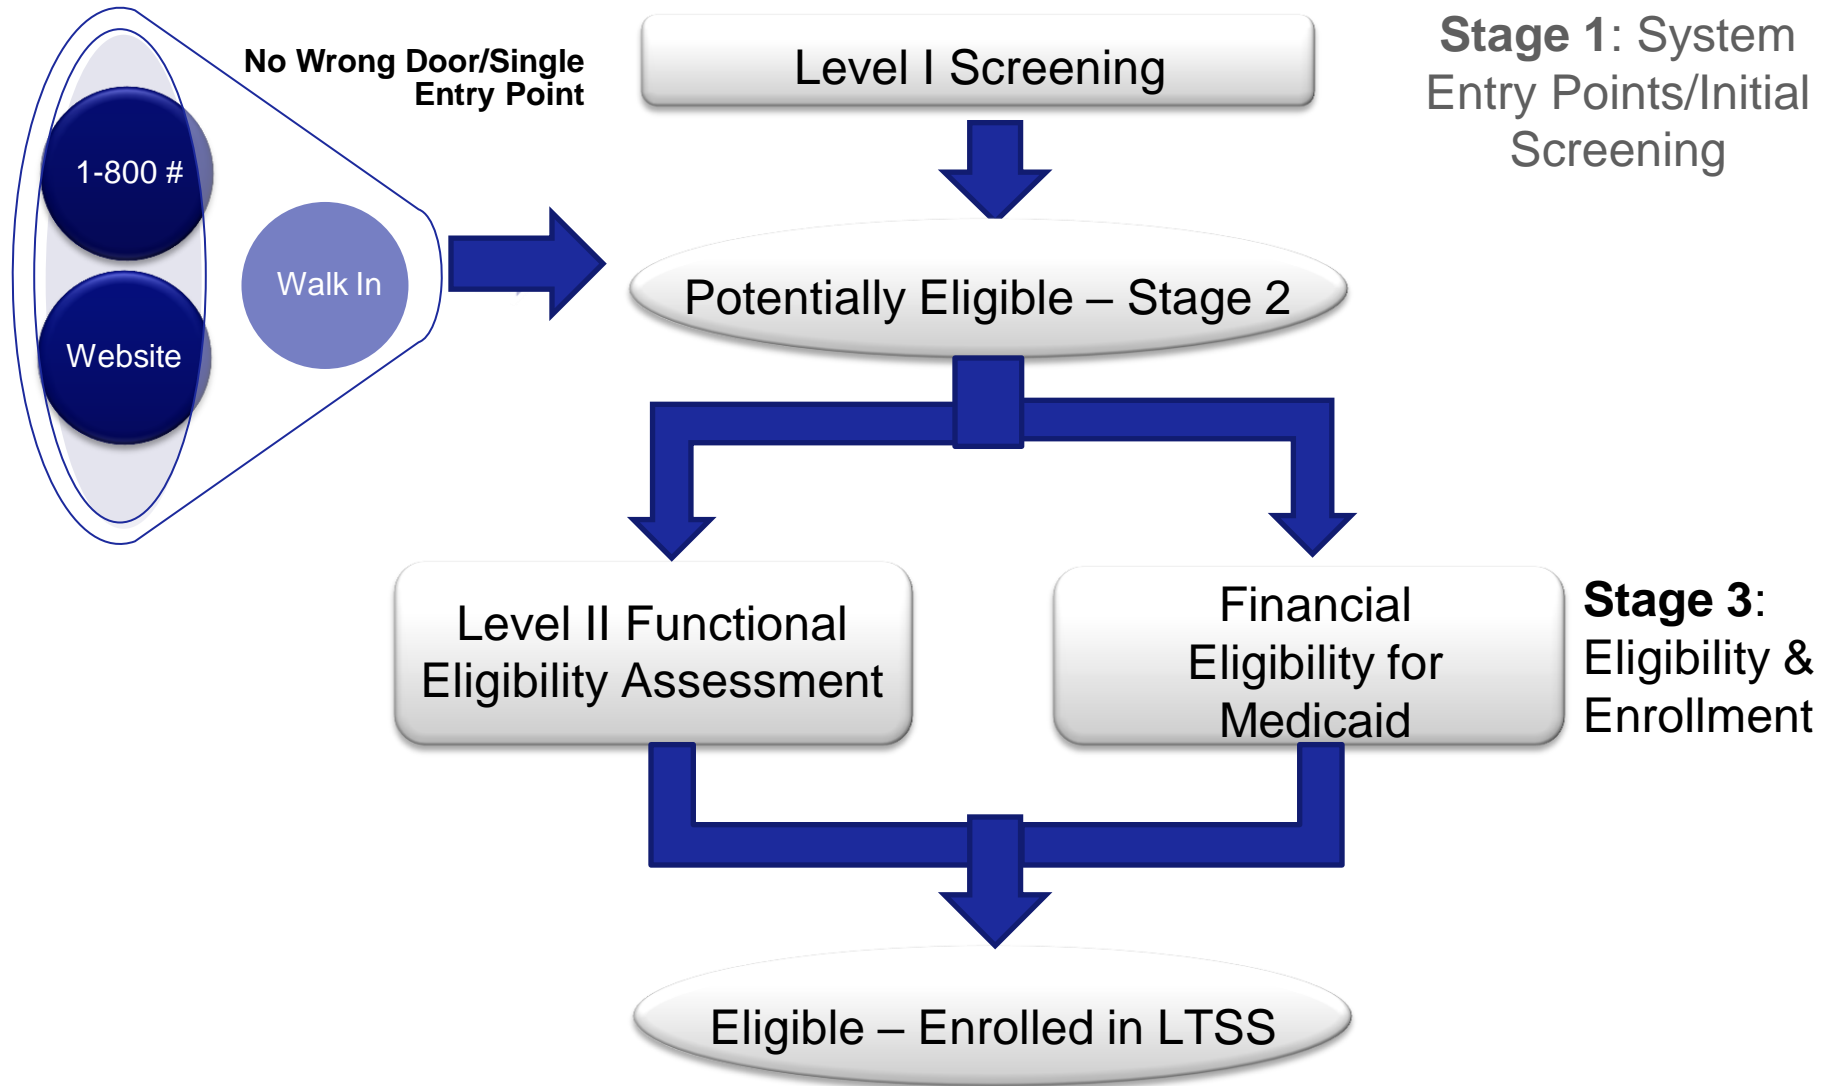 No Wrong Door/Single
Entry Point
1-800 #
Website
Walk In
Level I Screening
Stage 1: System
Entry Points/Initial
Screening
Potentially Eligible – Stage 2
Level II Functional
Eligibility Assessment
Financial
Eligibility for
Medicaid
Stage 3:
Eligibility &
Enrollment
Eligible – Enrolled in LTSS